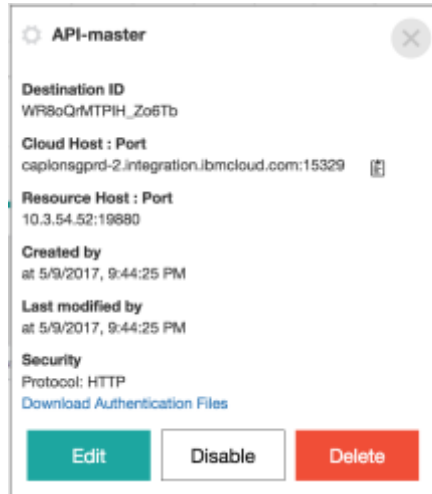 API-master
Destination ID
WR8oQrMTPIH_Zo6Tb
Cloud Host : Port
caplonsgprd-2.integration.ibmcloud.com:15329
Resource Host : Port
10.3.54.52:19880
Created by
at 5/9/2017, 9:44:25 PM
Last modified by
at 5/9/2017, 9:44:25 PM
Security
Protocol: HTTP
Download Authentication Files
Edit Disable Delete